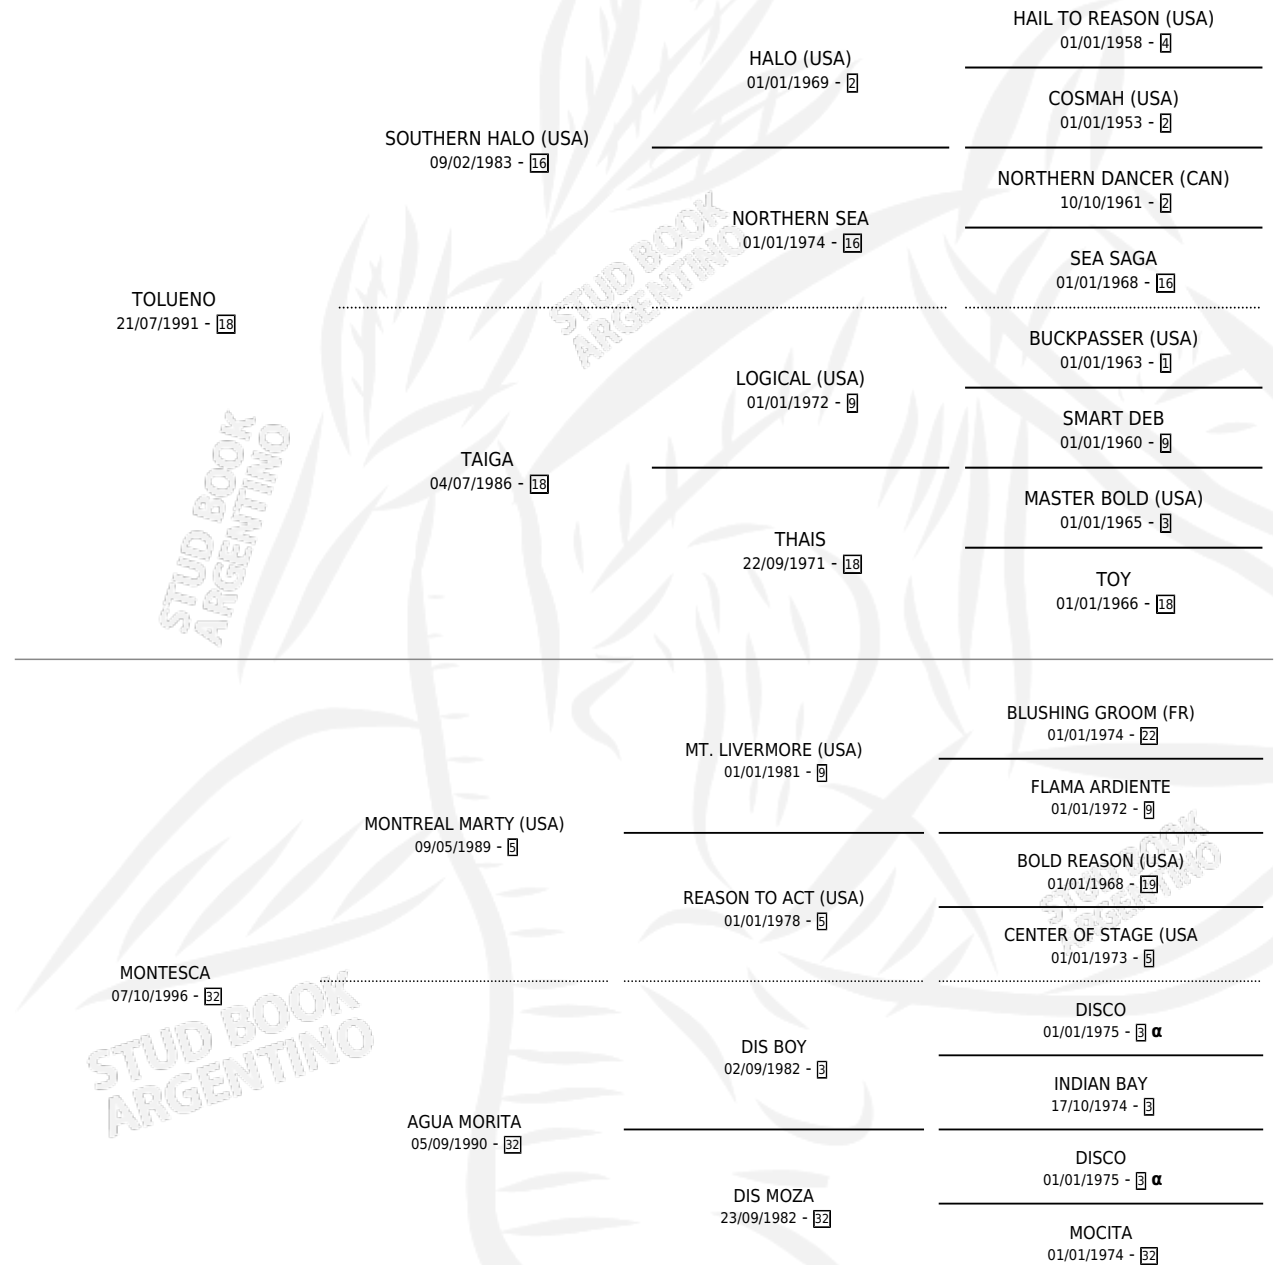 HAIL TO REASON (USA)
01/01/1958 - 4
HALO (USA)
01/01/1969 - 2
COSMAH (USA)
01/01/1953 - 2
SOUTHERN HALO (USA)
09/02/1983 - 16
NORTHERN DANCER (CAN)
10/10/1961 - 2
NORTHERN SEA
01/01/1974 - 16
SEA SAGA
01/01/1968 - 16
TOLUENO
21/07/1991 - 18
BUCKPASSER (USA)
01/01/1963 - 1
LOGICAL (USA)
01/01/1972 - 9
SMART DEB
01/01/1960 - 9
TAIGA
04/07/1986 - 18
MASTER BOLD (USA)
01/01/1965 - 3
THAIS
22/09/1971 - 18
TOY
01/01/1966 - 18
BLUSHING GROOM (FR)
01/01/1974 - 22
MT. LIVERMORE (USA)
01/01/1981 - 9
FLAMA ARDIENTE
01/01/1972 - 9
MONTREAL MARTY (USA)
09/05/1989 - 5
BOLD REASON (USA)
01/01/1968 - 19
REASON TO ACT (USA)
01/01/1978 - 5
CENTER OF STAGE (USA
01/01/1973 - 5
MONTESCA
07/10/1996 - 32
DISCO
01/01/1975 - 3 α
DIS BOY
02/09/1982 - 3
INDIAN BAY
17/10/1974 - 3
AGUA MORITA
05/09/1990 - 32
DISCO
01/01/1975 - 3 α
DIS MOZA
23/09/1982 - 32
MOCITA
01/01/1974 - 32
STUD BOOK
ARGENTINO
STUD BOOK
ARGENTINO
STUD BOOK
ARGENTINO
STUD BOOK
ARGENTINO